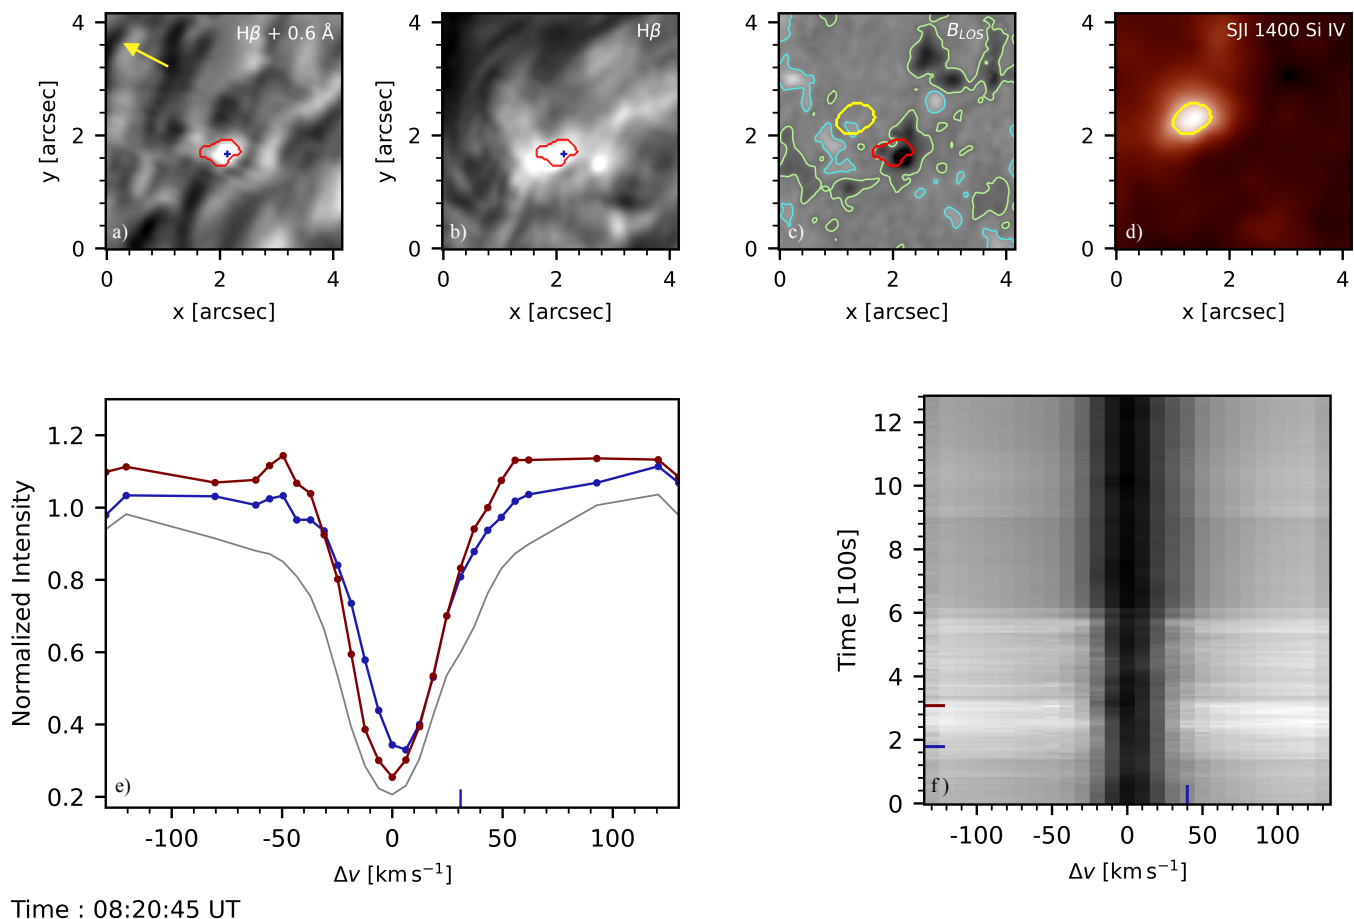 Hβ + 0.6 Å
Hβ
B_LOS
SJI 1400 Si IV
4
2
0
4
2
0
4
2
0
4
2
0
y [arcsec]
y [arcsec]
a)
b)
c)
d)
0 2 4
0 2 4
0 2 4
0 2 4
x [arcsec]
x [arcsec]
x [arcsec]
x [arcsec]
Normalized Intensity
1.2
1.0
0.8
0.6
0.4
0.2
e)
-100 -50 0 50 100
Δv [km s⁻¹]
Time [100s]
12
10
8
6
4
2
0
f)
-100 -50 0 50 100
Δv [km s⁻¹]
Time : 08:20:45 UT